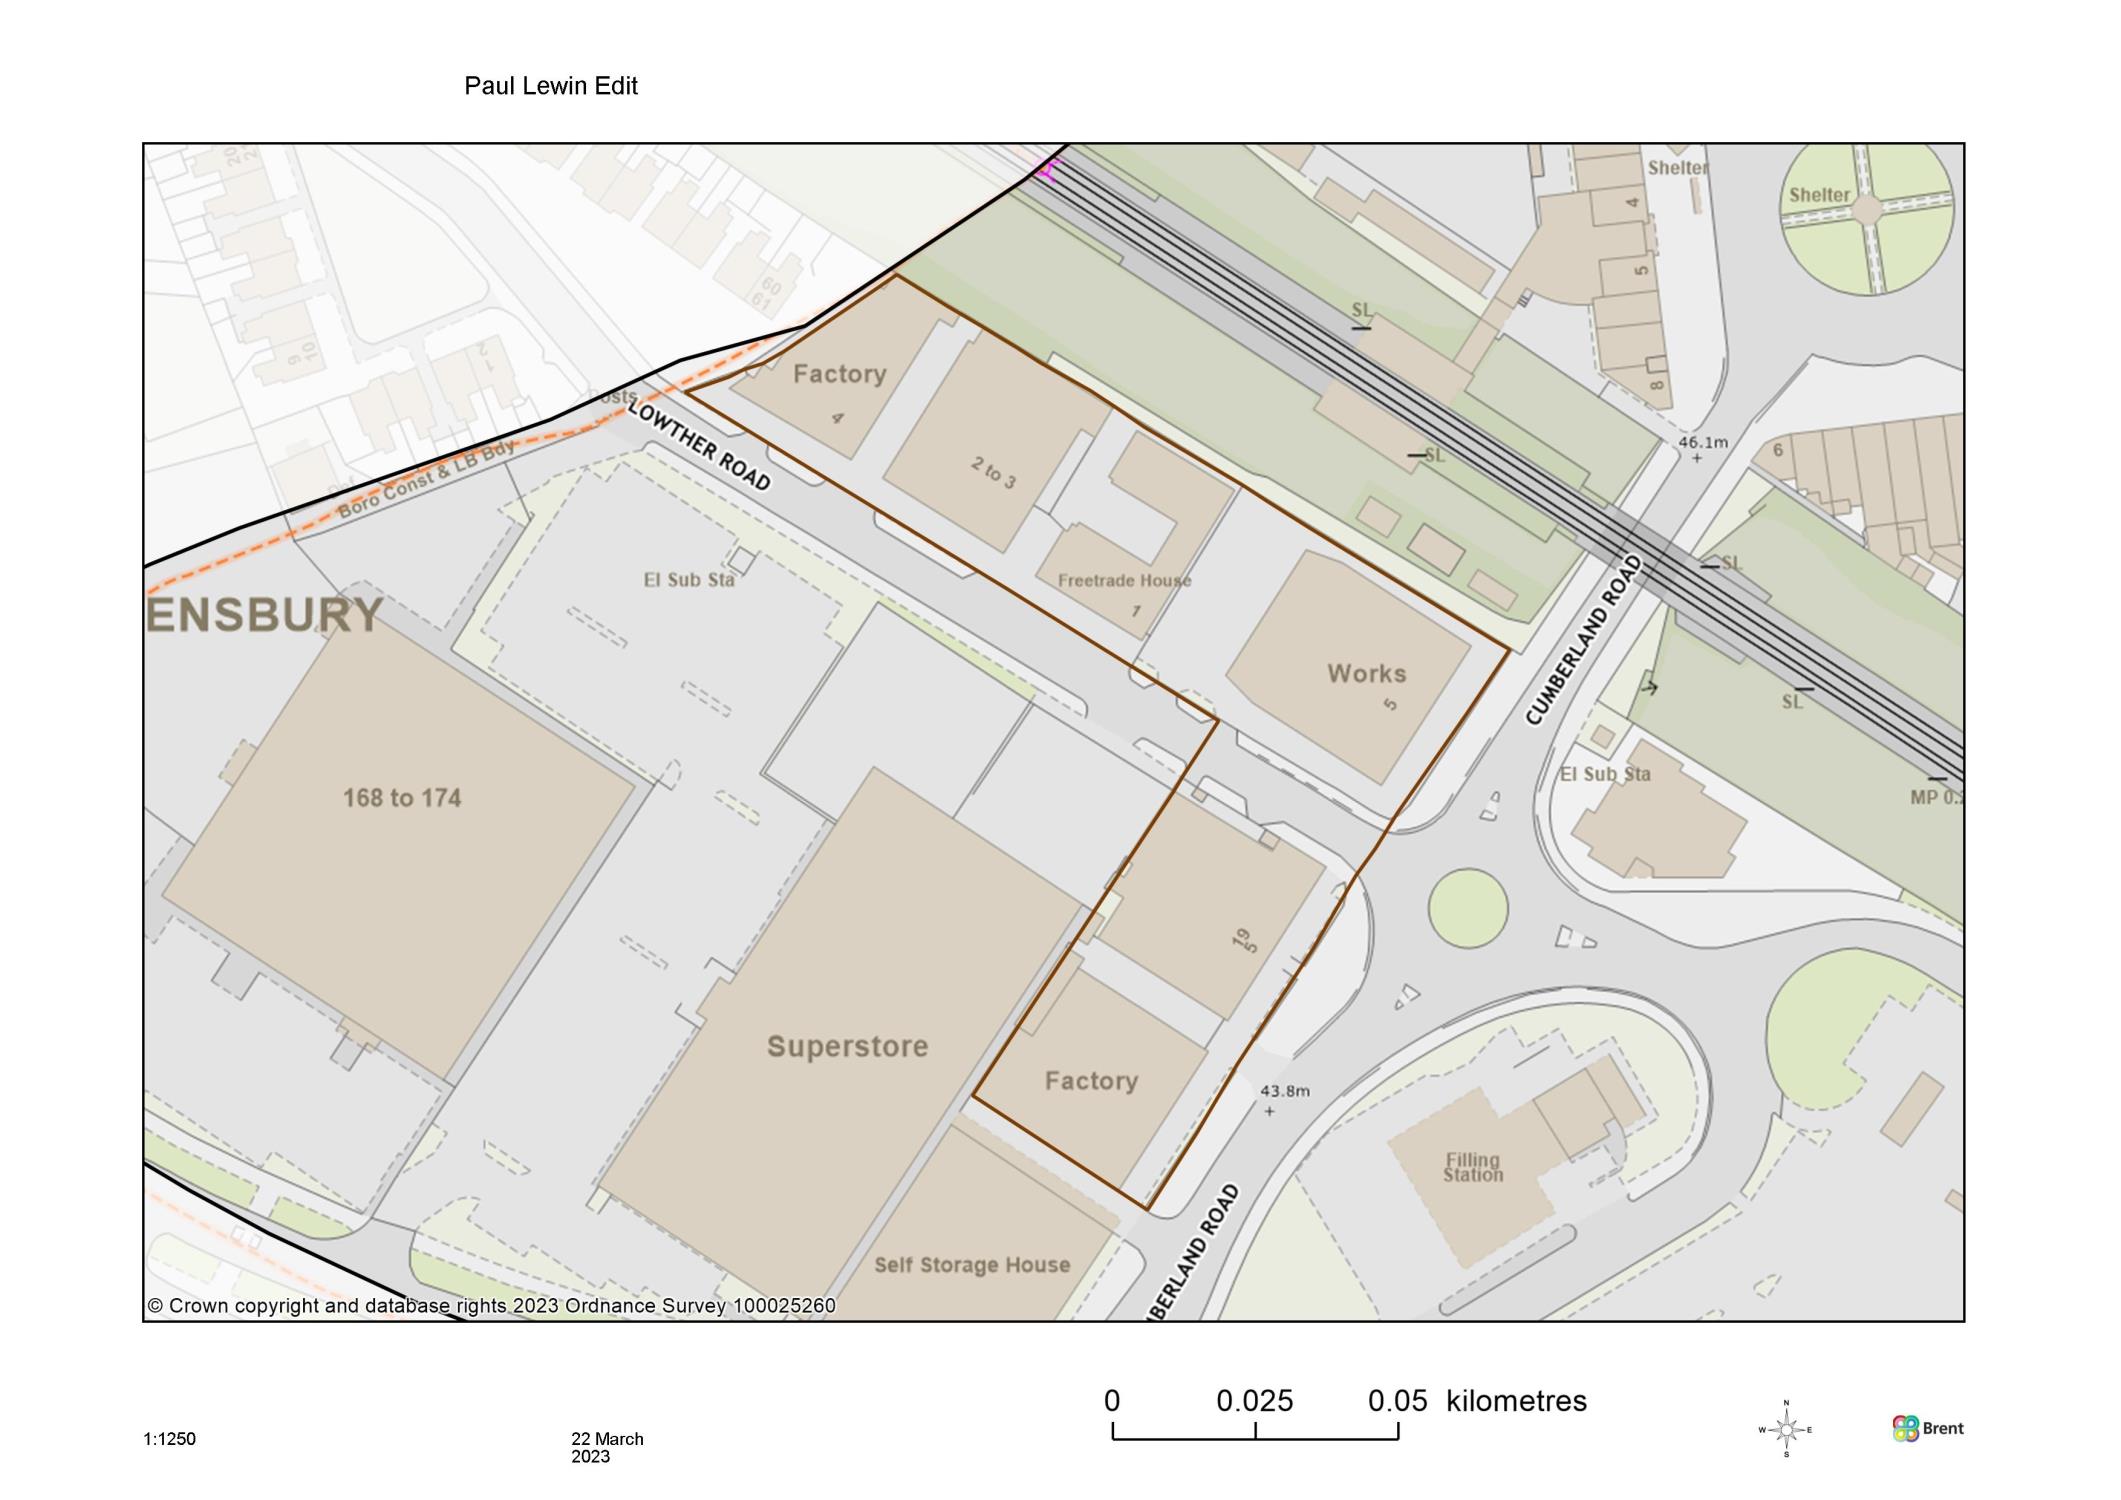 Paul Lewin Edit
Shelter
Shelter
4
5
8
60
61
SL
Factory
4
Posts
LOWTHER ROAD
2 to 3
SL
46.1m
6
Boro Const & LB Bdy
9
10
El Sub Sta
Freetrade House
1
SL
CUMBERLAND ROAD
ENSBURY
Works
5
SL
El Sub Sta
MP 0.
168 to 174
19
5
Superstore
Factory
43.8m
Filling
Station
Self Storage House
MBERLAND ROAD
© Crown copyright and database rights 2023 Ordnance Survey 100025260
0 0.025 0.05 kilometres
1:1250
22 March
2023
N
W E
S
Brent